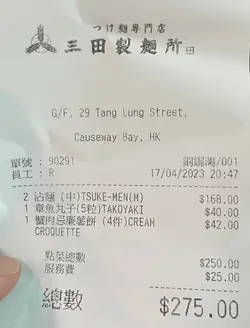 つけ麺専門店
三田製麺所
G/F, 29 Tang Lung Street,
Causeway Bay, HK
單號 : 90291 銅鑼灣/001
員工 : R 17/04/2023 20:47
2 沾麵 (中)TSUKE-MEN(M) $168.00
1 章魚丸子(5粒)TAKOYAKI $40.00
1 蟹肉忌廉薯餅 (4件)CREAM $42.00
CROQUETTE
點菜總數 $250.00
服務費 $25.00
總數 $275.00